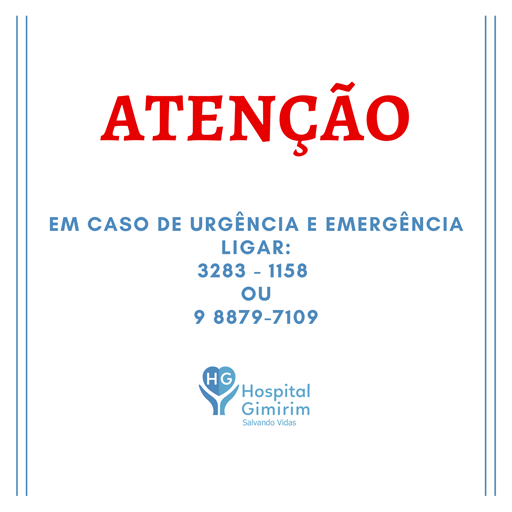 ATENÇÃO
EM CASO DE URGÊNCIA E EMERGÊNCIA
LIGAR:
3283 - 1158
OU
9 8879-7109
HG
Hospital
Gimirim
Salvando Vidas